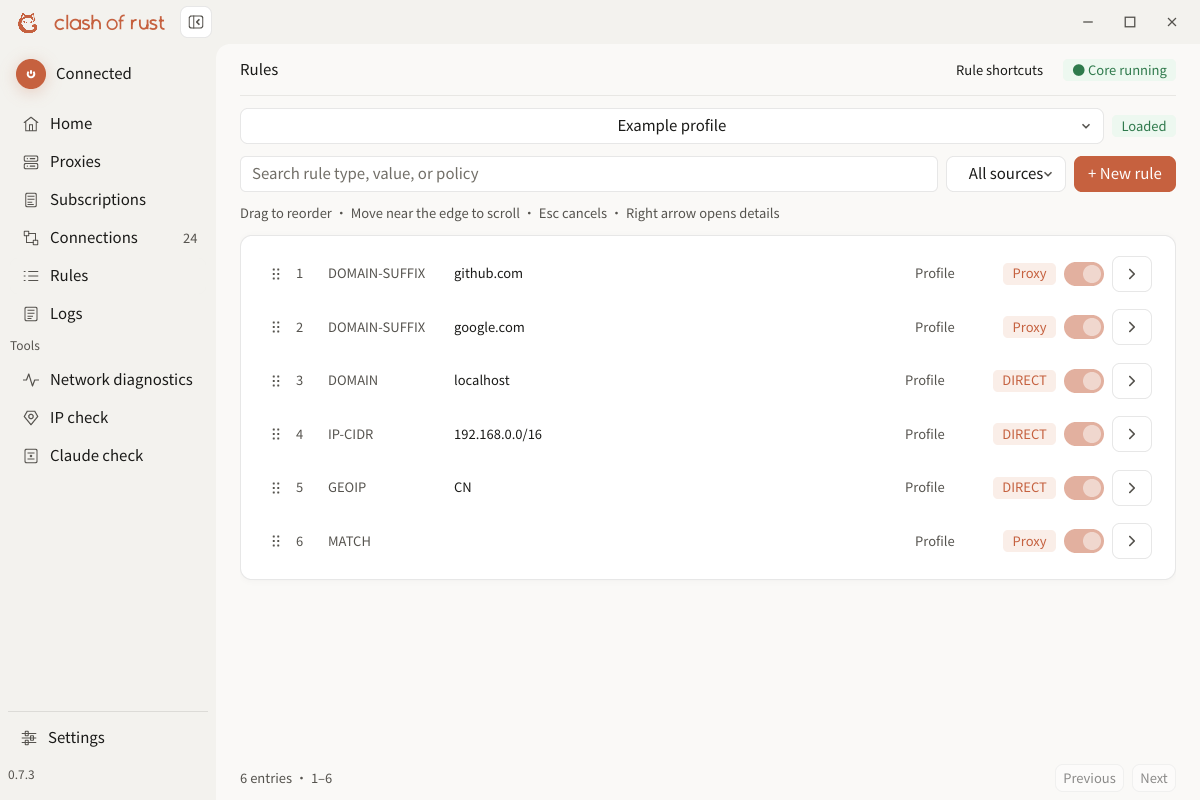 clash of rust
Connected
Home
Proxies
Subscriptions
Connections 24
Rules
Logs
Tools
Network diagnostics
IP check
Claude check
Settings
0.7.3
Rules
Rule shortcuts
Core running
Example profile
Loaded
Search rule type, value, or policy
All sources
+ New rule
Drag to reorder • Move near the edge to scroll • Esc cancels • Right arrow opens details
1 DOMAIN-SUFFIX github.com Profile Proxy
2 DOMAIN-SUFFIX google.com Profile Proxy
3 DOMAIN localhost Profile DIRECT
4 IP-CIDR 192.168.0.0/16 Profile DIRECT
5 GEOIP CN Profile DIRECT
6 MATCH Profile Proxy
6 entries • 1–6
Previous
Next